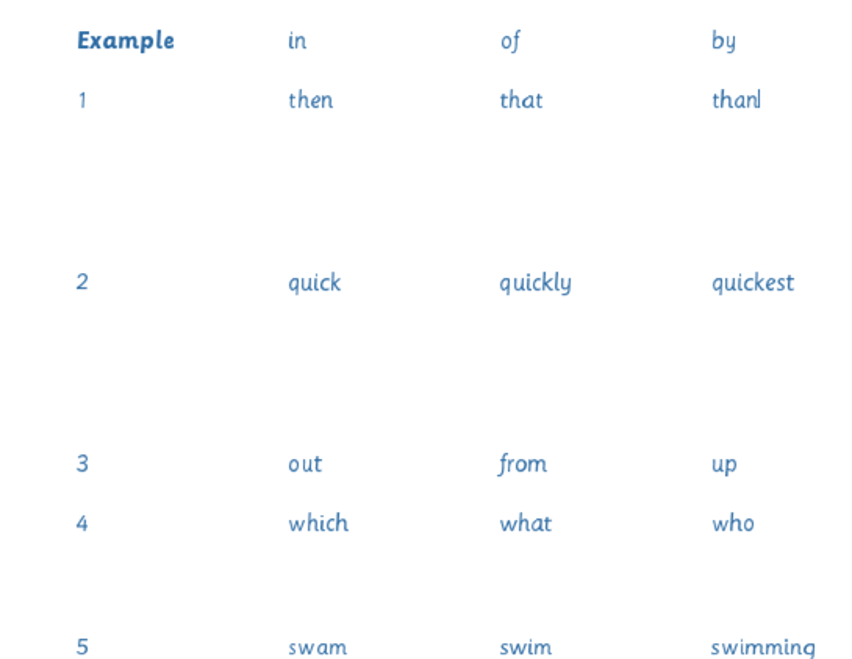 Example in of by
1 then that than
2 quick quickly quickest
3 out from up
4 which what who
5 swam swim swimming